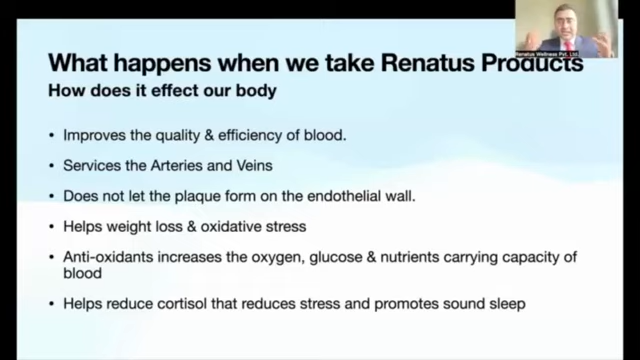 Renatus Wellness Pvt. Ltd.
What happens when we take Renatus Products
How does it effect our body
• Improves the quality & efficiency of blood.
• Services the Arteries and Veins
• Does not let the plaque form on the endothelial wall.
• Helps weight loss & oxidative stress
• Anti-oxidants increases the oxygen, glucose & nutrients carrying capacity of
blood
• Helps reduce cortisol that reduces stress and promotes sound sleep